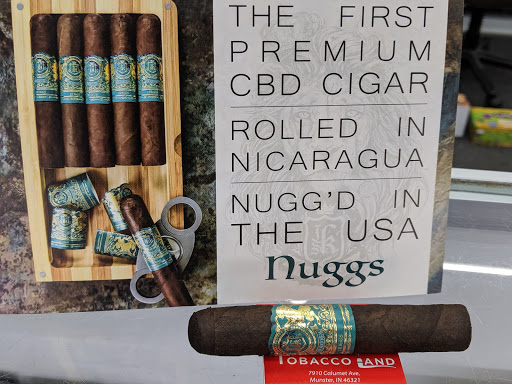 THE FIRST
PREMIUM
CBD CIGAR
ROLLED IN
NICARAGUA
NUGG'D IN
THE USA
Nuggs
TOBACCO LAND
7910 Calumet Ave.
Munster, IN 46321